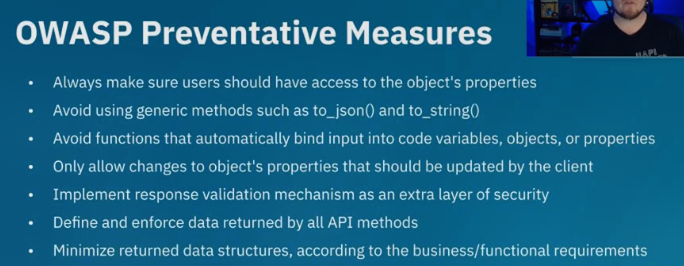 OWASP Preventative Measures
• Always make sure users should have access to the object's properties
• Avoid using generic methods such as to_json() and to_string()
• Avoid functions that automatically bind input into code variables, objects, or properties
• Only allow changes to object's properties that should be updated by the client
• Implement response validation mechanism as an extra layer of security
• Define and enforce data returned by all API methods
• Minimize returned data structures, according to the business/functional requirements